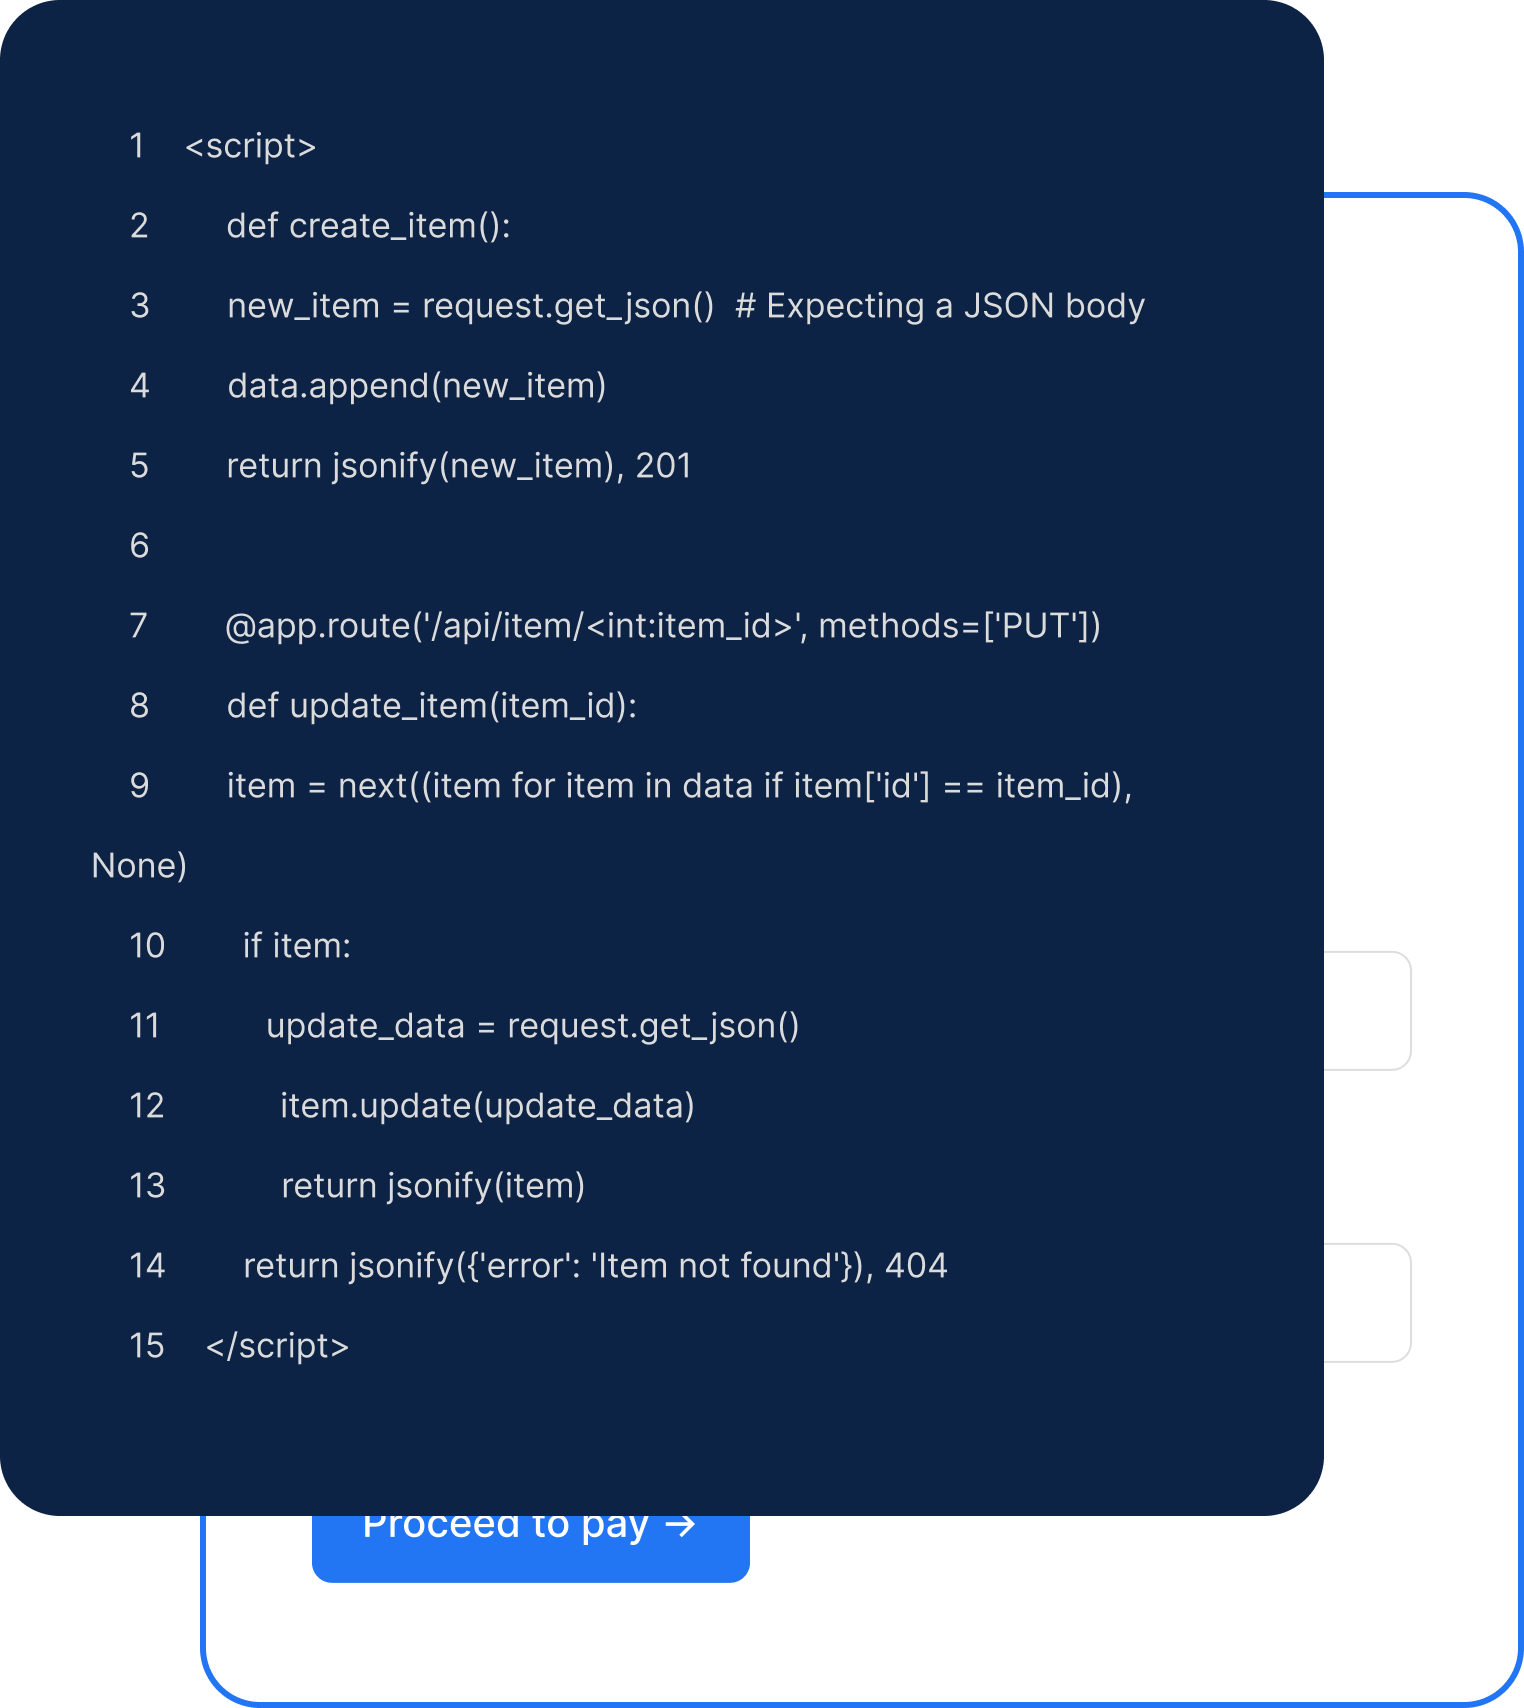 1 <script>
2 def create_item():
3 new_item = request.get_json() # Expecting a JSON body
4 data.append(new_item)
5 return jsonify(new_item), 201
6
7 @app.route('/api/item/<int:item_id>', methods=['PUT'])
8 def update_item(item_id):
9 item = next((item for item in data if item['id'] == item_id),
None)
10 if item:
11 update_data = request.get_json()
12 item.update(update_data)
13 return jsonify(item)
14 return jsonify({'error': 'Item not found'}), 404
15 </script>
Proceed to pay →